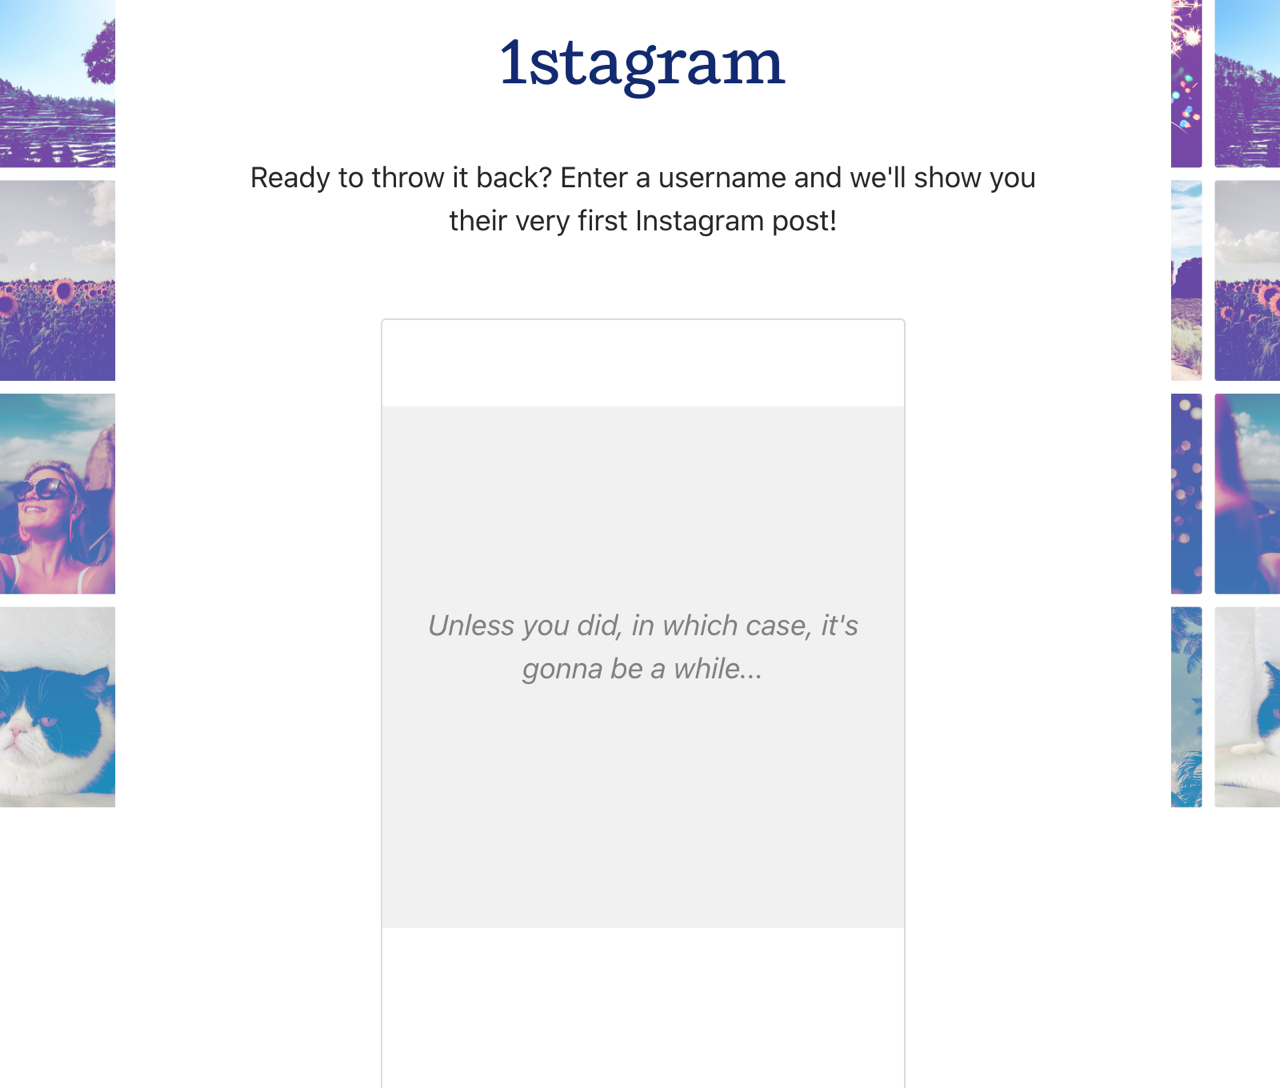 1stagram
Ready to throw it back? Enter a username and we'll show you
their very first Instagram post!
Unless you did, in which case, it's
gonna be a while...